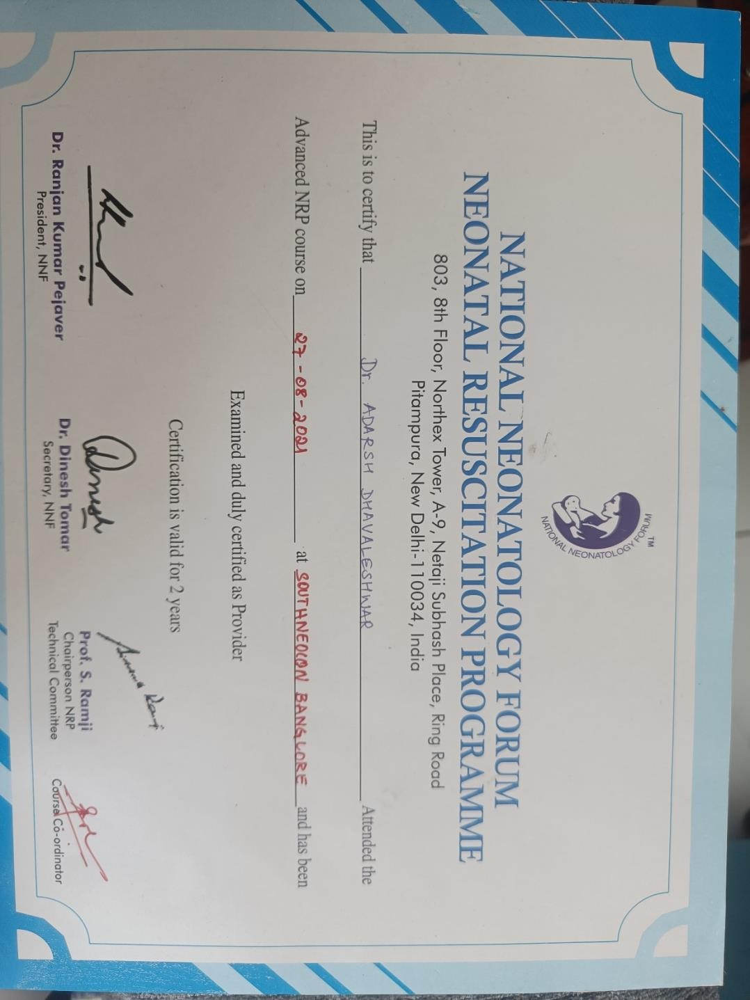 NATIONAL NEONATOLOGY FORUM
TM
NATIONAL NEONATOLOGY FORUM
NEONATAL RESUSCITATION PROGRAMME
803, 8th Floor, Northex Tower, A-9, Netaji Subhash Place, Ring Road
Pitampura, New Delhi-110034, India
This is to certify that Dr. ADARSH DHAVALESHWAR Attended the
Advanced NRP course on 27-08-2021 at SOUTHNEOCON BANGLORE and has been
Examined and duly certified as Provider
Certification is valid for 2 years
Dinesh
Dr. Ranjan Kumar Pejaver
President, NNF
Dr. Dinesh Tomar
Secretary, NNF
Prof. S. Ramji
Chairperson NRP
Technical Committee
Course Co-ordinator